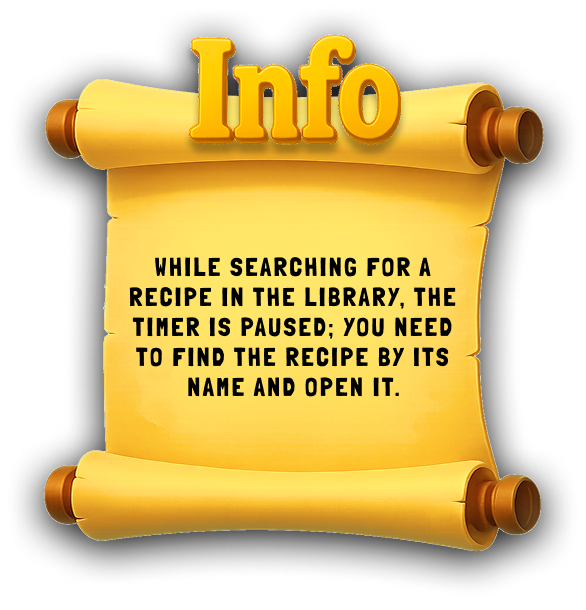 Info
WHILE SEARCHING FOR A
RECIPE IN THE LIBRARY, THE
TIMER IS PAUSED; YOU NEED
TO FIND THE RECIPE BY ITS
NAME AND OPEN IT.